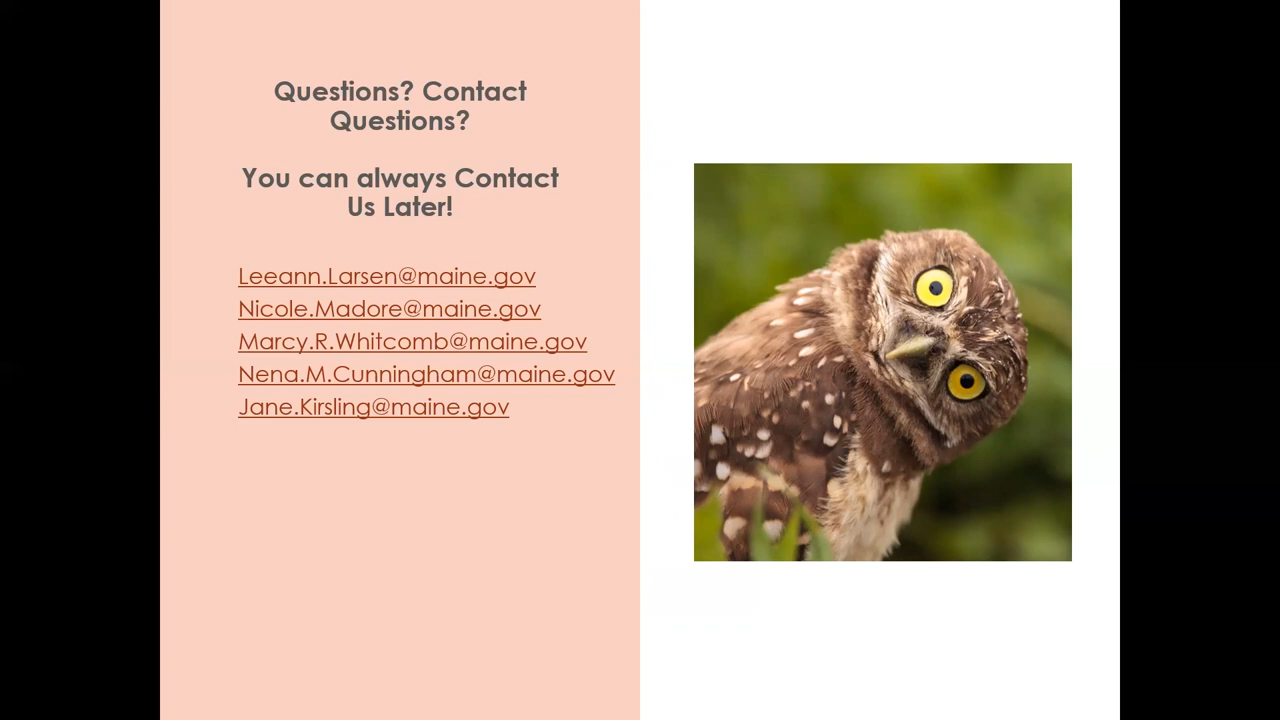 Questions? Contact
Questions?
You can always Contact
Us Later!
Leeann.Larsen@maine.gov
Nicole.Madore@maine.gov
Marcy.R.Whitcomb@maine.gov
Nena.M.Cunningham@maine.gov
Jane.Kirsling@maine.gov